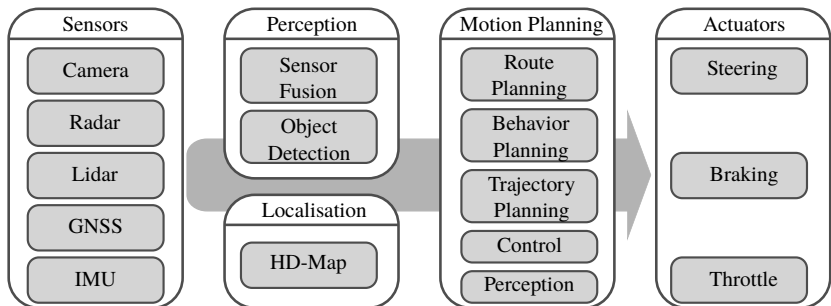 Sensors
Camera
Radar
Lidar
GNSS
IMU
Perception
Sensor
Fusion
Object
Detection
Localisation
HD-Map
Motion Planning
Route
Planning
Behavior
Planning
Trajectory
Planning
Control
Perception
Actuators
Steering
Braking
Throttle